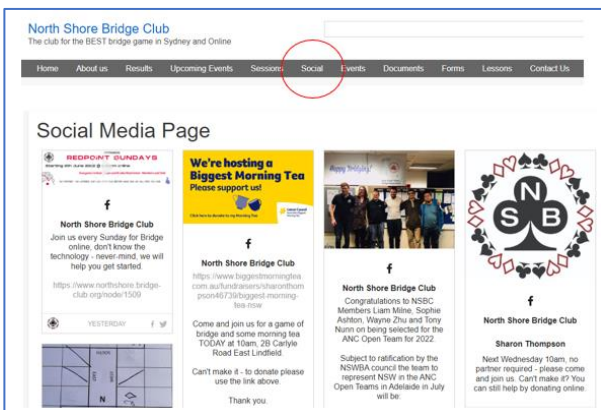 North Shore Bridge Club
The club for the BEST bridge game in Sydney and Online
Home About us Results Upcoming Events Sessions Social Events Documents Forms Lessons Contact Us
Social Media Page
REDPOINT SUNDAYS
North Shore Bridge Club
Join us every Sunday for Bridge
online, don't know the
technology - never-mind, we will
help you get started.
https://www.northshore.bridge-
club.org/node/1509
YESTERDAY
N
We're hosting a
Biggest Morning Tea
Please support us!
Click here to donate to my Morning Tea
North Shore Bridge Club
https://www.biggestmorningtea.
com.au/fundraisers/sharonthom
pson46739/biggest-morning-
tea-nsw
Come and join us for a game of
bridge and some morning tea
TODAY at 10am, 2B Carlyle
Road East Lindfield.
Can't make it - to donate please
use the link above.
Thank you.
Happy Bridging!
North Shore Bridge Club
Congratulations to NSBC
Members Liam Milne, Sophie
Ashton, Wayne Zhu and Tony
Nunn on being selected for the
ANC Open Team for 2022
Subject to ratification by the
NSWBA council the team to
represent NSW in the ANC
Open Teams in Adelaide in July
will be:
N
S B
North Shore Bridge Club
Sharon Thompson
Next Wednesday 10am, no
partner required - please come
and join us. Can't make it? You
can still help by donating online.